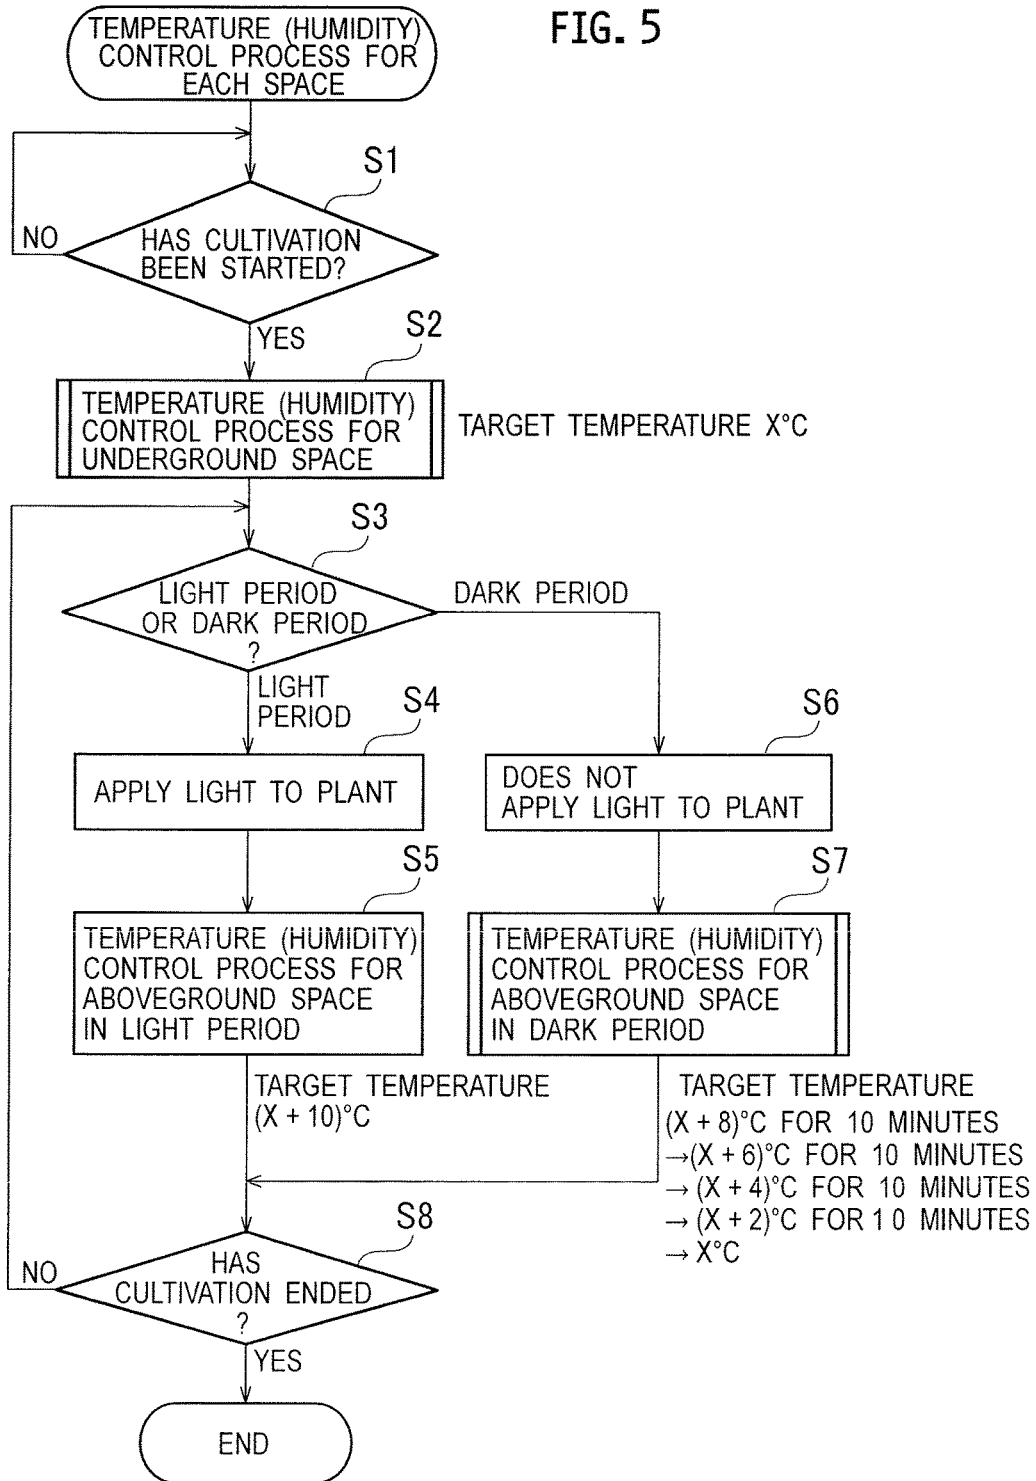 FIG. 5
TEMPERATURE (HUMIDITY)
CONTROL PROCESS FOR
EACH SPACE
S1
NO
HAS CULTIVATION
BEEN STARTED?
YES
S2
TEMPERATURE (HUMIDITY)
CONTROL PROCESS FOR
UNDERGROUND SPACE
TARGET TEMPERATURE X°C
S3
LIGHT PERIOD
OR DARK PERIOD
?
DARK PERIOD
LIGHT
PERIOD
S4
APPLY LIGHT TO PLANT
S6
DOES NOT
APPLY LIGHT TO PLANT
S5
TEMPERATURE (HUMIDITY)
CONTROL PROCESS FOR
ABOVEGROUND SPACE
IN LIGHT PERIOD
TARGET TEMPERATURE
(X + 10)°C
S7
TEMPERATURE (HUMIDITY)
CONTROL PROCESS FOR
ABOVEGROUND SPACE
IN DARK PERIOD
TARGET TEMPERATURE
(X + 8)°C FOR 10 MINUTES
→(X + 6)°C FOR 10 MINUTES
→ (X + 4)°C FOR 10 MINUTES
→ (X + 2)°C FOR 10 MINUTES
→ X°C
S8
NO
HAS
CULTIVATION ENDED
?
YES
END